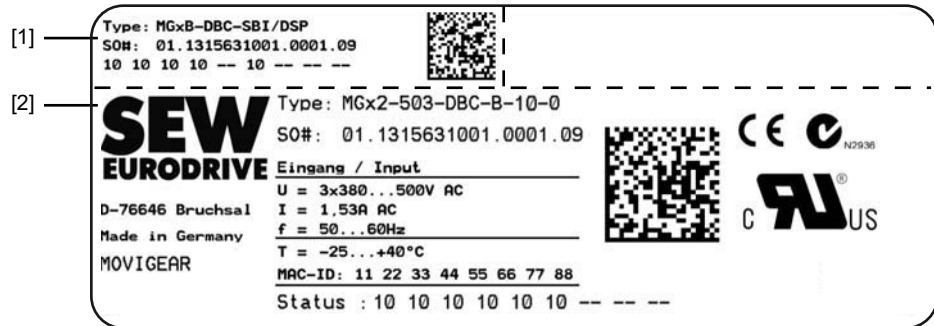 [1]
Type: MGxB-DBC-SBI/DSP
SO#: 01.1315631001.0001.09
10 10 10 10 -- 10 -- -- -- --
[2]
SEW
EURODRIVE
D-76646 Bruchsal
Made in Germany
MOVIGEAR
Type: MGx2-503-DBC-B-10-0
SO#: 01.1315631001.0001.09
Eingang / Input
U = 3x380...500V AC
I = 1,53A AC
f = 50...60Hz
T = -25...+40°C
MAC-ID: 11 22 33 44 55 66 77 88
Status : 10 10 10 10 10 10 -- -- --
CE
N2936
C RU ® US